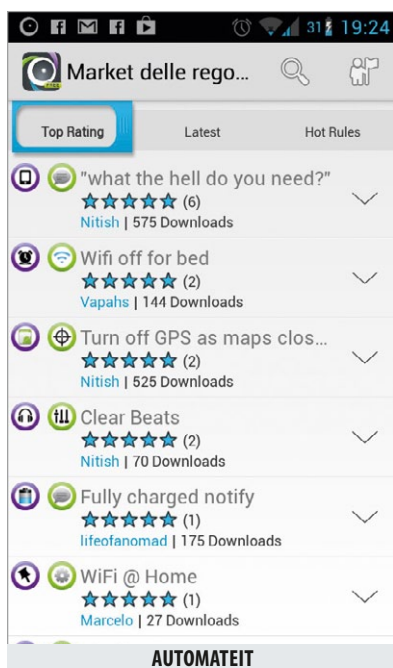 31 19:24
Market delle rego...
Top Rating Latest Hot Rules
"what the hell do you need?"
(6)
Nitish | 575 Downloads
Wifi off for bed
(2)
Vapahs | 144 Downloads
Turn off GPS as maps clos...
(2)
Nitish | 525 Downloads
Clear Beats
(2)
Nitish | 70 Downloads
Fully charged notify
(1)
lifeofanomad | 175 Downloads
WiFi @ Home
(1)
Marcelo | 27 Downloads
AUTOMATEIT